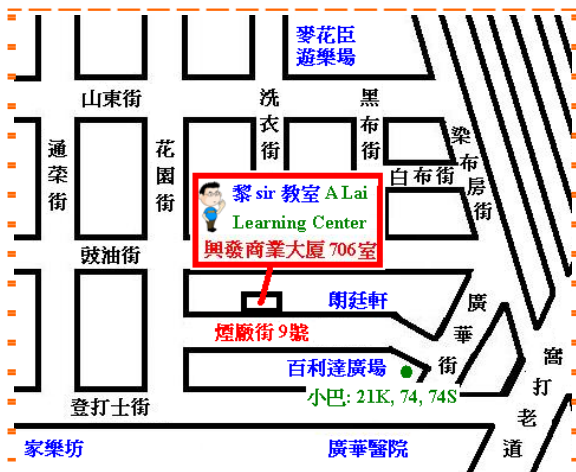 麥花臣
遊樂場
山東街
洗衣街
黑布街
染布房街
通菜街
花園街
白布街
黎 sir 教室 A Lai
Learning Center
興發商業大厦 706室
豉油街
朗廷軒
廣華街
煙廠街 9號
百利達廣場
小巴: 21K, 74, 74S
窩打老道
登打士街
家樂坊
廣華醫院